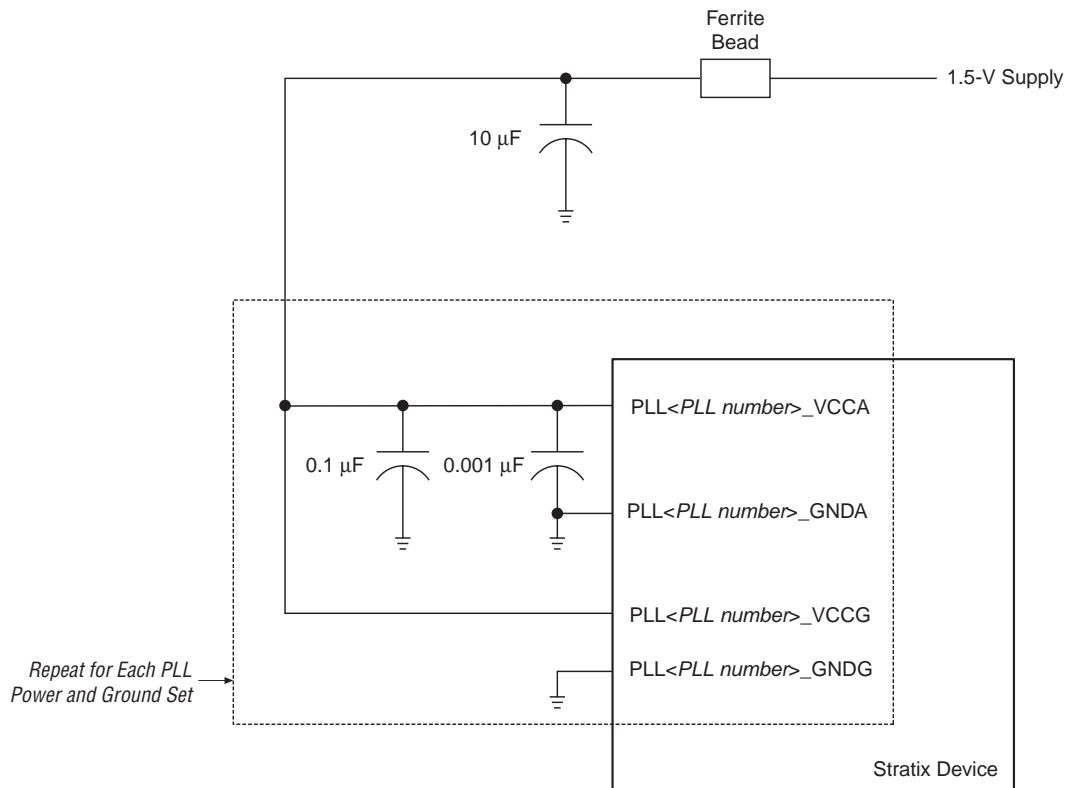 Ferrite
Bead
1.5-V Supply
10 μF
PLL<PLL number>_VCCA
0.1 μF
0.001 μF
PLL<PLL number>_GNDA
PLL<PLL number>_VCCG
PLL<PLL number>_GNDG
Repeat for Each PLL
Power and Ground Set
Stratix Device